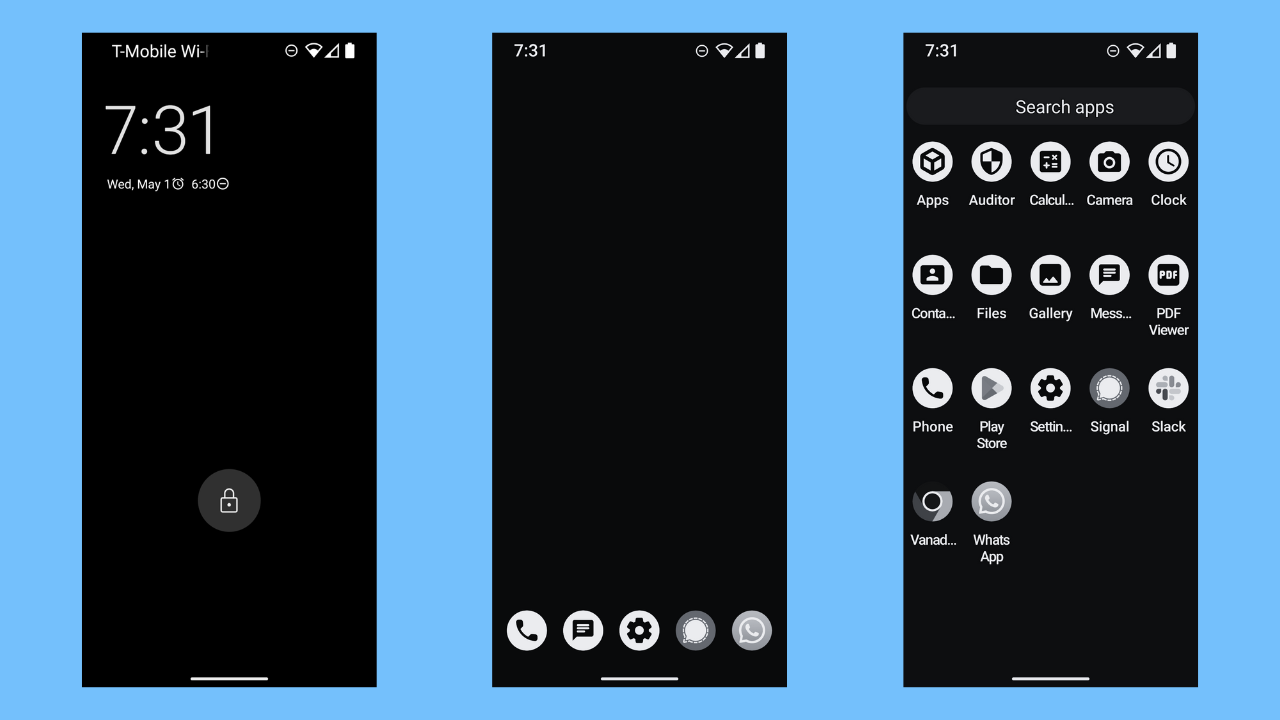 T-Mobile Wi-
7:31
Wed, May 1 6:30
7:31
7:31
Search apps
Apps Auditor Calcul... Camera Clock
Conta... Files Gallery Mess... PDF Viewer
PDF
Phone Play Store Settin... Signal Slack
Vanad... Whats App